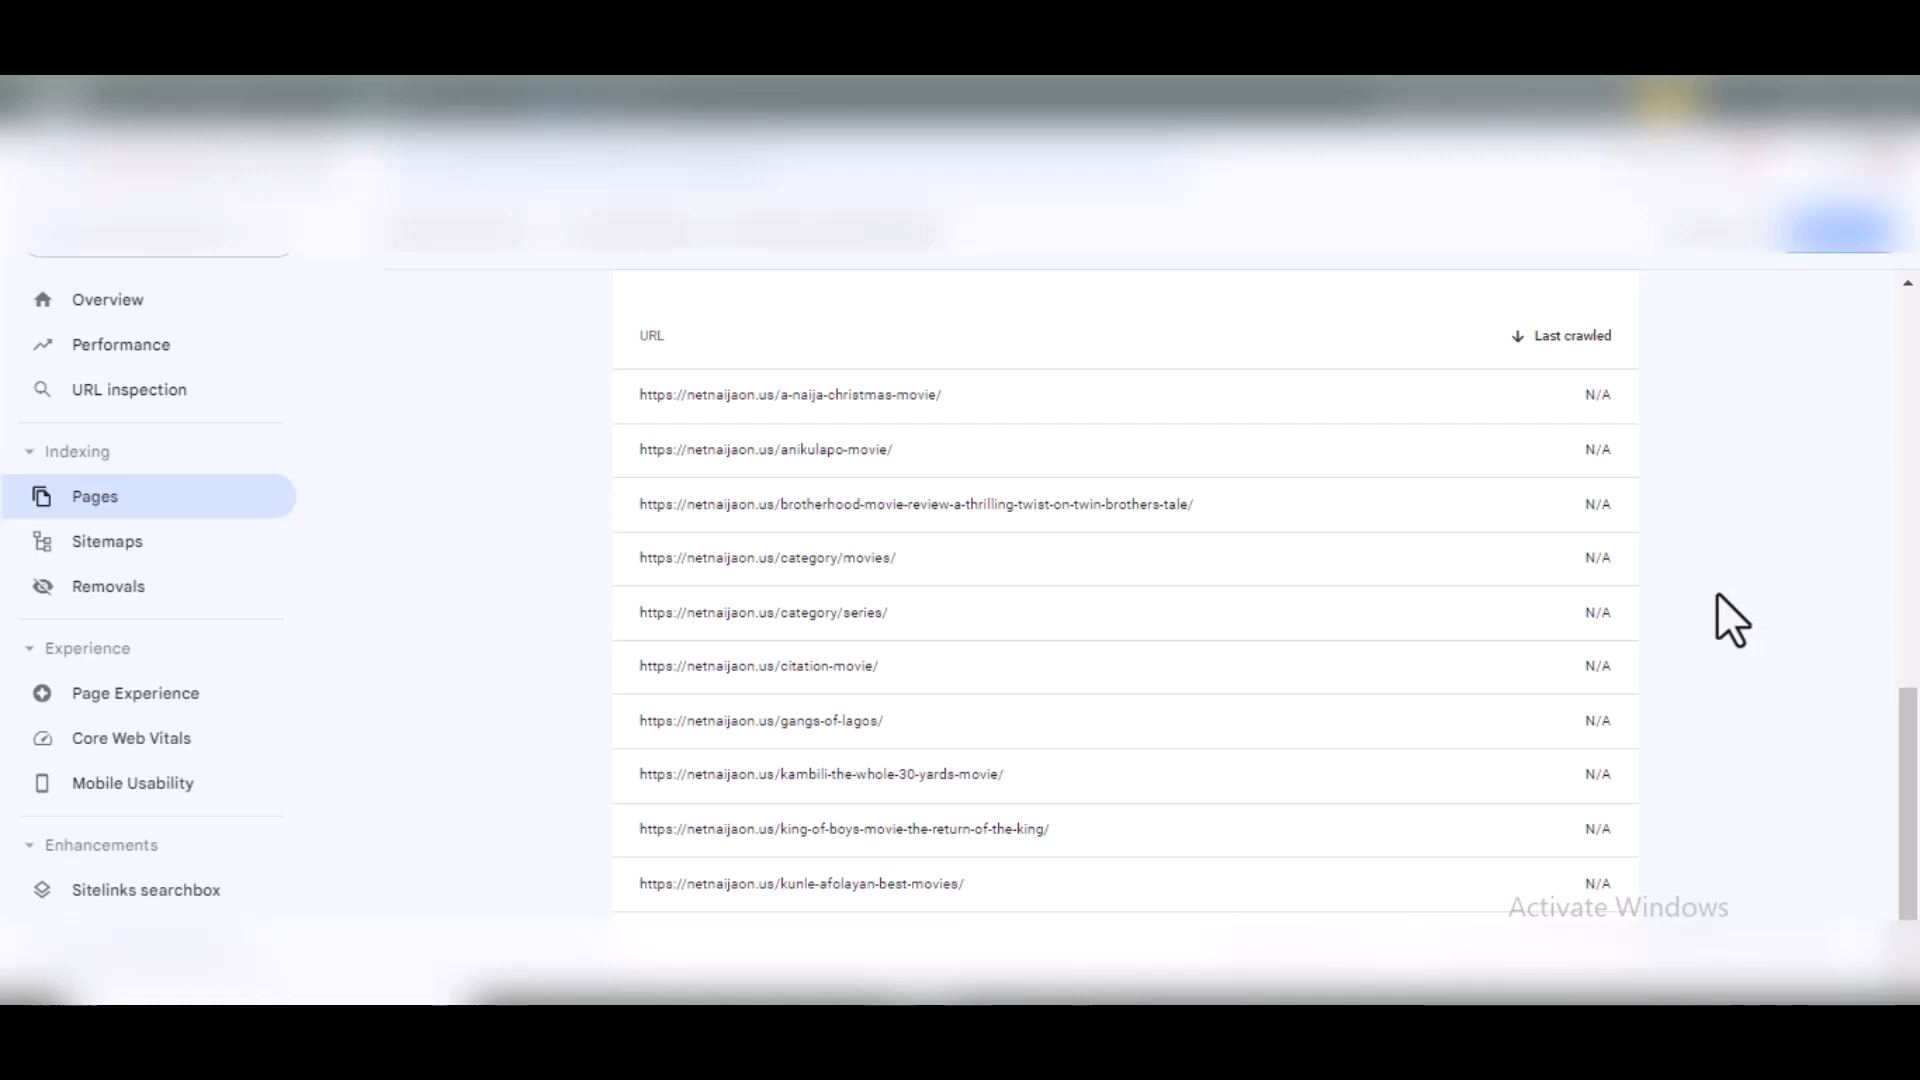 Overview
Performance
URL inspection
Indexing
Pages
Sitemaps
Removals
Experience
Page Experience
Core Web Vitals
Mobile Usability
Enhancements
Sitelinks searchbox
URL Last crawled
https://netnaijaon.us/a-naija-christmas-movie/ N/A
https://netnaijaon.us/anikulapo-movie/ N/A
https://netnaijaon.us/brotherhood-movie-review-a-thrilling-twist-on-twin-brothers-tale/ N/A
https://netnaijaon.us/category/movies/ N/A
https://netnaijaon.us/category/series/ N/A
https://netnaijaon.us/citation-movie/ N/A
https://netnaijaon.us/gangs-of-lagos/ N/A
https://netnaijaon.us/kambili-the-whole-30-yards-movie/ N/A
https://netnaijaon.us/king-of-boys-movie-the-return-of-the-king/ N/A
https://netnaijaon.us/kunle-afolayan-best-movies/ N/A
Activate Windows